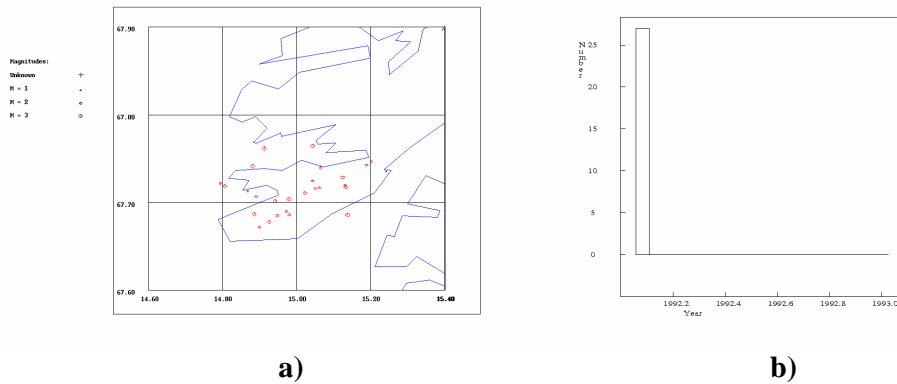 67.90
67.80
67.70
67.60
14.60 14.80 15.00 15.20 15.40
Magnitudes:
Unknown
M = 1
M = 2
M = 3
a)
Number
25
20
15
10
5
0
1992.2 1992.4 1992.6 1992.8 1993.0
Year
b)